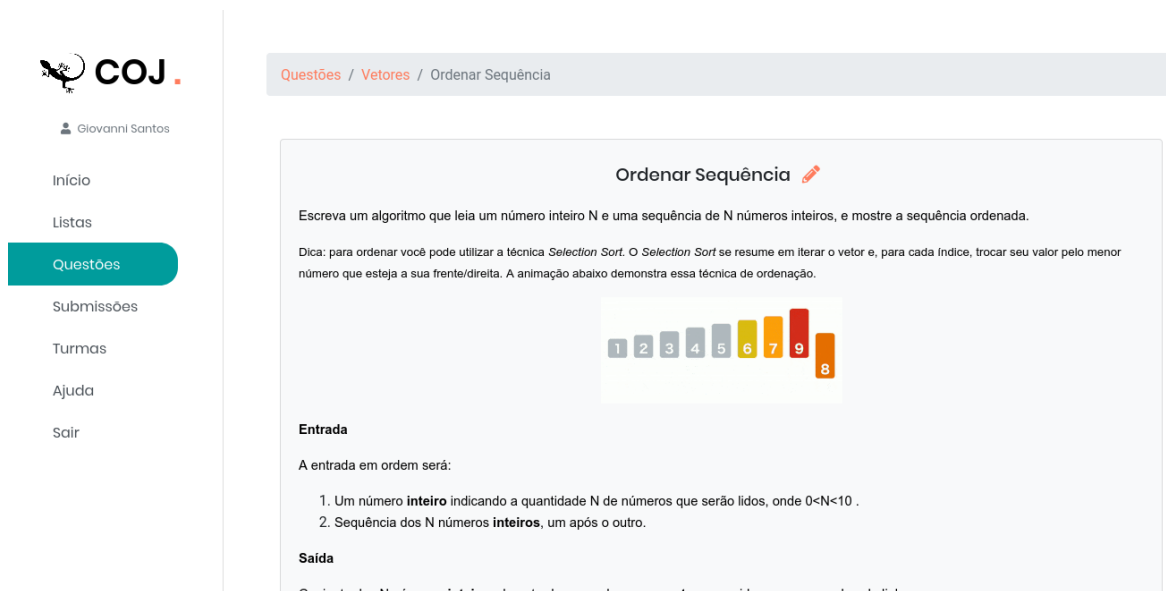 COJ.
Giovanni Santos
Início
Listas
Questões
Submissões
Turmas
Ajuda
Sair
Questões / Vetores / Ordenar Sequência
Ordenar Sequência
Escreva um algoritmo que leia um número inteiro N e uma sequência de N números inteiros, e mostre a sequência ordenada.
Dica: para ordenar você pode utilizar a técnica Selection Sort. O Selection Sort se resume em iterar o vetor e, para cada índice, trocar seu valor pelo menor
número que esteja a sua frente/direita. A animação abaixo demonstra essa técnica de ordenação.
1 2 3 4 5 6 7 9
8
Entrada
A entrada em ordem será:
1. Um número inteiro indicando a quantidade N de números que serão lidos, onde 0<N<10 .
2. Sequência dos N números inteiros, um após o outro.
Saída